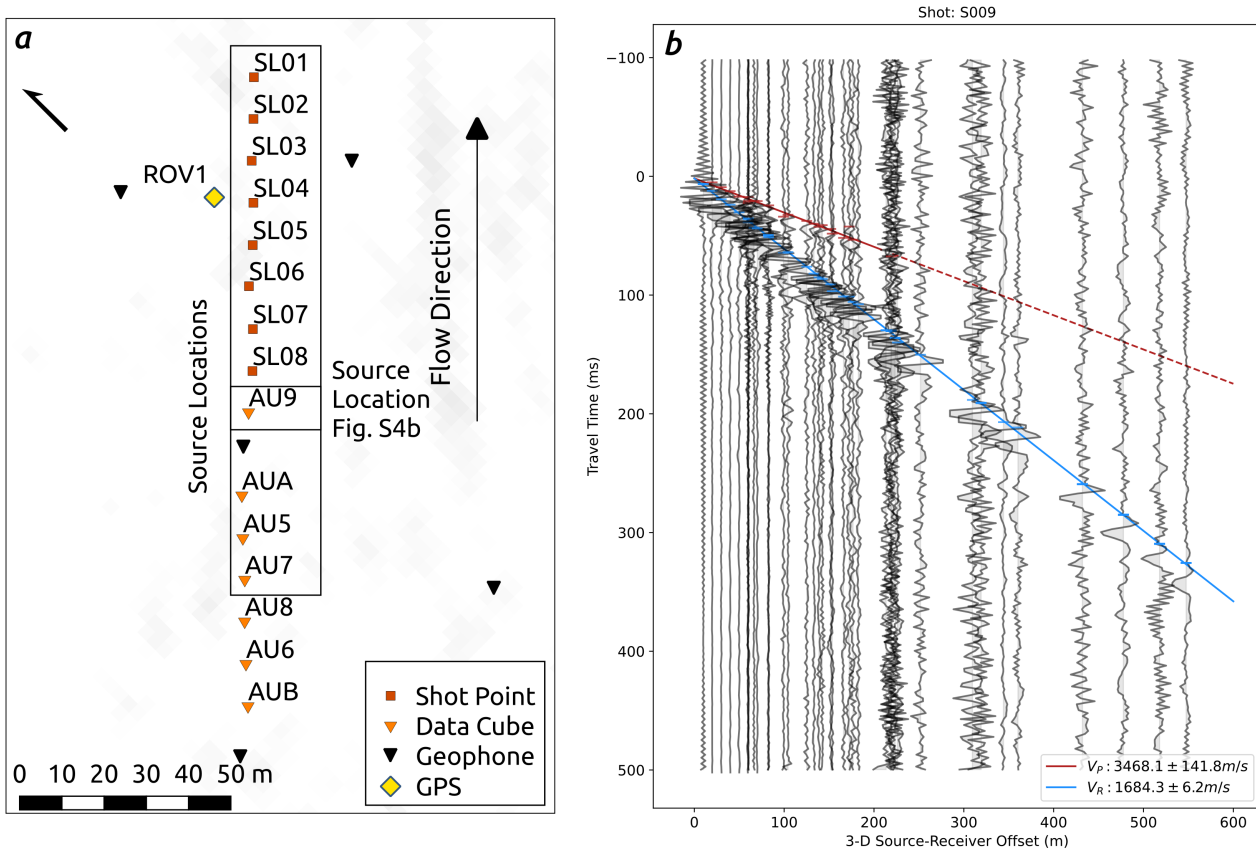 a
SL01
SL02
SL03
ROV1
SL04
SL05
SL06
SL07
SL08
AU9
AUA
AU5
AU7
AU8
AU6
AUB
Source Locations
Source
Location
Fig. S4b
Flow Direction
Shot Point
Data Cube
Geophone
GPS
0 10 20 30 40 50 m
Shot: S009
b
−100
0
100
200
300
400
500
Travel Time (ms)
0 100 200 300 400 500 600
3-D Source-Receiver Offset (m)
V_P : 3468.1 ± 141.8m/s
V_R : 1684.3 ± 6.2m/s